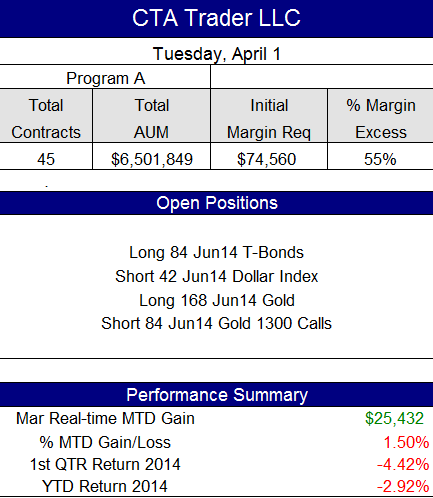 CTA Trader LLC
Tuesday, April 1
Program A
Total Total Initial % Margin
Contracts AUM Margin Req Excess
45 $6,501,849 $74,560 55%
Open Positions
Long 84 Jun14 T-Bonds
Short 42 Jun14 Dollar Index
Long 168 Jun14 Gold
Short 84 Jun14 Gold 1300 Calls
Performance Summary
Mar Real-time MTD Gain $25,432
% MTD Gain/Loss 1.50%
1st QTR Return 2014 -4.42%
YTD Return 2014 -2.92%